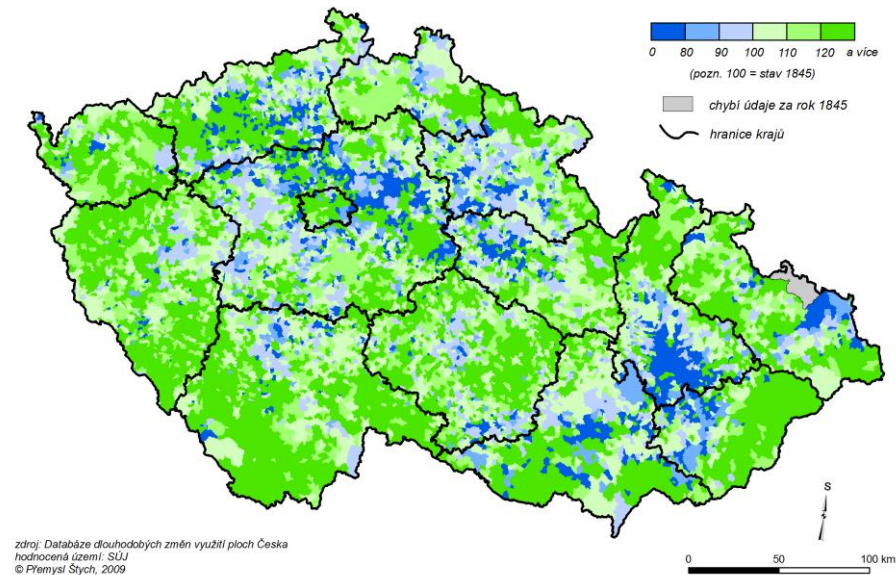 0 80 90 100 110 120 a více
(pozn. 100 = stav 1845)
chybí údaje za rok 1845
hranice krajů
S
zdroj: Databáze dlouhodobých změn využití ploch Česka
hodnocená území: SÚJ
© Přemysl Štych, 2009
0 50 100 km